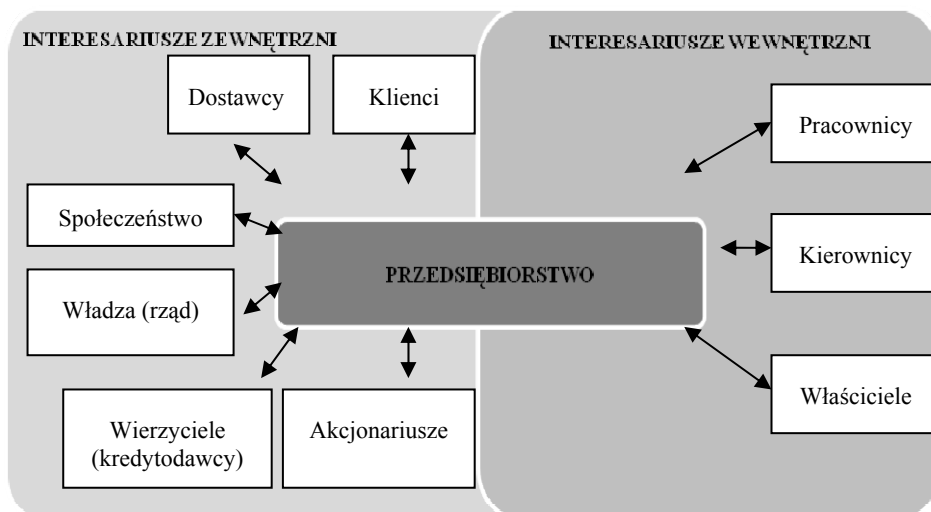 INTERESARIUSZE ZEWNĘTRZNI
Dostawcy
Klienci
Społeczeństwo
Władza (rząd)
Wierzyciele
(kredytodawcy)
Akcjonariusze
PRZEDSIĘBIORSTWO
INTERESARIUSZE WEWNĘTRZNI
Pracownicy
Kierownicy
Właściciele